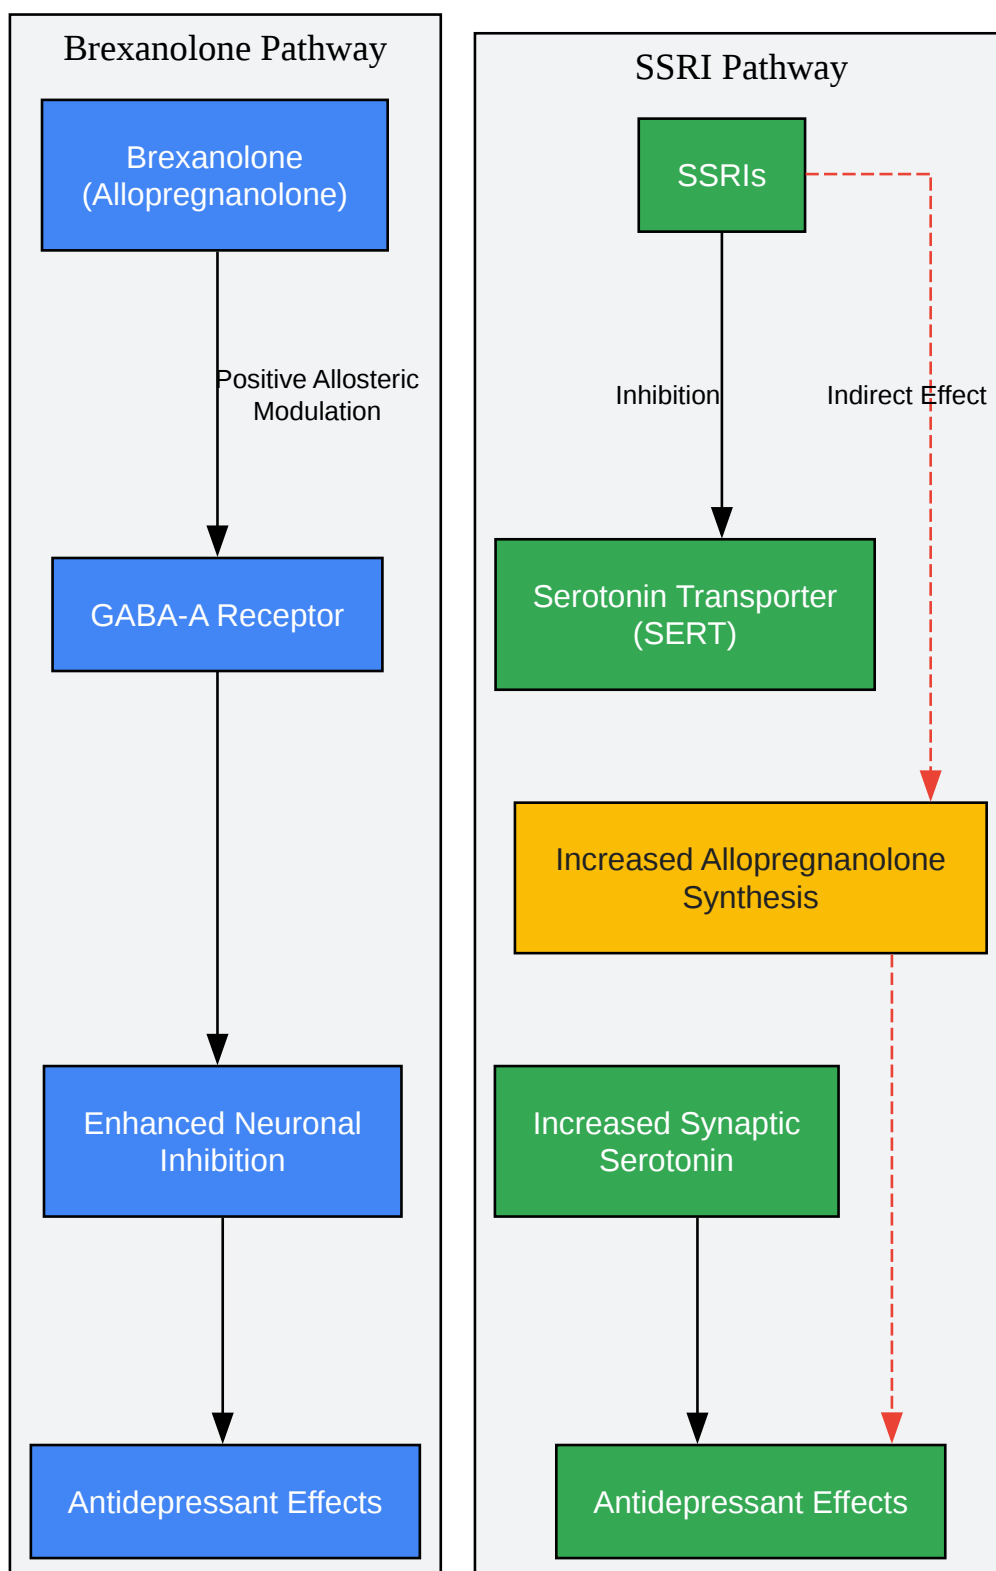 Brexanolone Pathway
Brexanolone
(Allopregnanolone)
Positive Allosteric
Modulation
GABA-A Receptor
Enhanced Neuronal
Inhibition
Antidepressant Effects
SSRI Pathway
SSRIs
Inhibition
Indirect Effect
Serotonin Transporter
(SERT)
Increased Allopregnanolone
Synthesis
Increased Synaptic
Serotonin
Antidepressant Effects